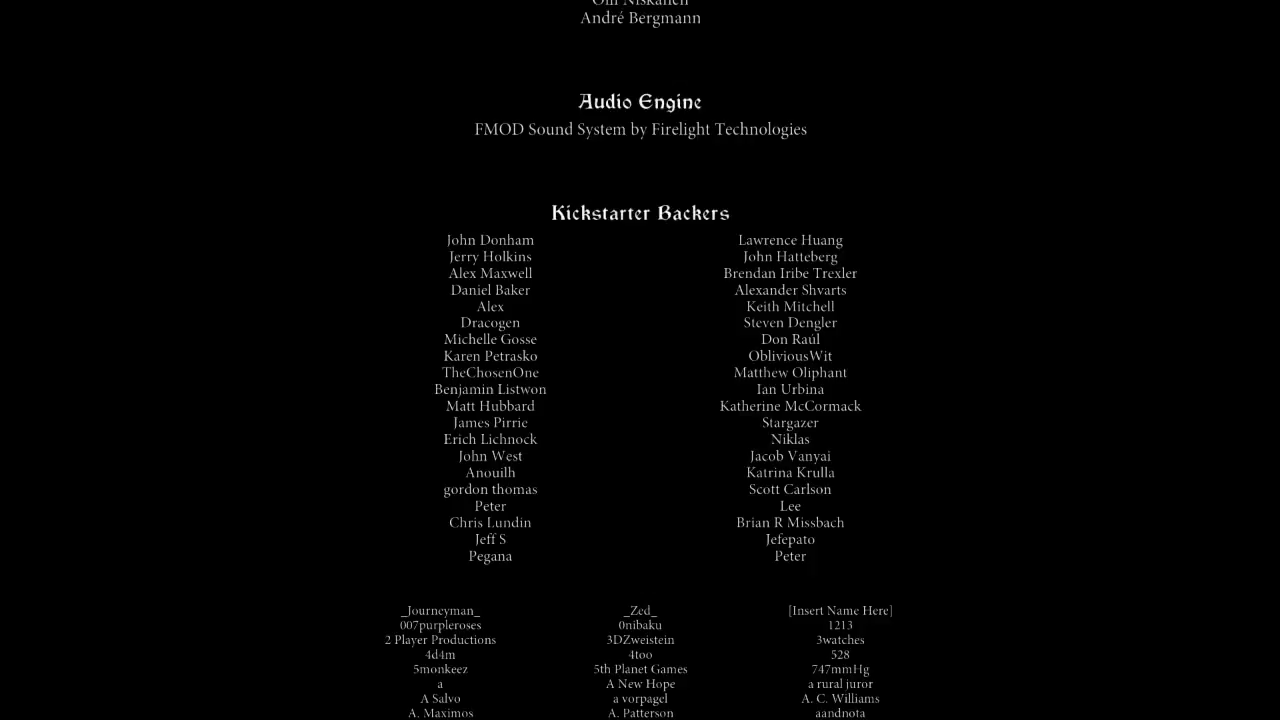 Olli Niskanen
André Bergmann
Audio Engine
FMOD Sound System by Firelight Technologies
Kickstarter Backers
John Donham Lawrence Huang
Jerry Holkins John Hatteberg
Alex Maxwell Brendan Iribe Trexler
Daniel Baker Alexander Shvarts
Alex Keith Mitchell
Dracogen Steven Dengler
Michelle Gosse Don Raúl
Karen Petrasko ObliviousWit
TheChosenOne Matthew Oliphant
Benjamin Listwon Ian Urbina
Matt Hubbard Katherine McCormack
James Pirrie Stargazer
Erich Lichnock Niklas
John West Jacob Vanyai
Anouilh Katrina Krulla
gordon thomas Scott Carlson
Peter Lee
Chris Lundin Brian R Missbach
Jeff S Jefepato
Pegana Peter
_Journeyman_ _Zed_ [Insert Name Here]
007purpleroses 0nibaku 1213
2 Player Productions 3DZweistein 3watches
4d4m 4too 528
5monkeez 5th Planet Games 747mmHg
a A New Hope a rural juror
A Salvo a vorpagel A. C. Williams
A. Maximos A. Patterson aandnota